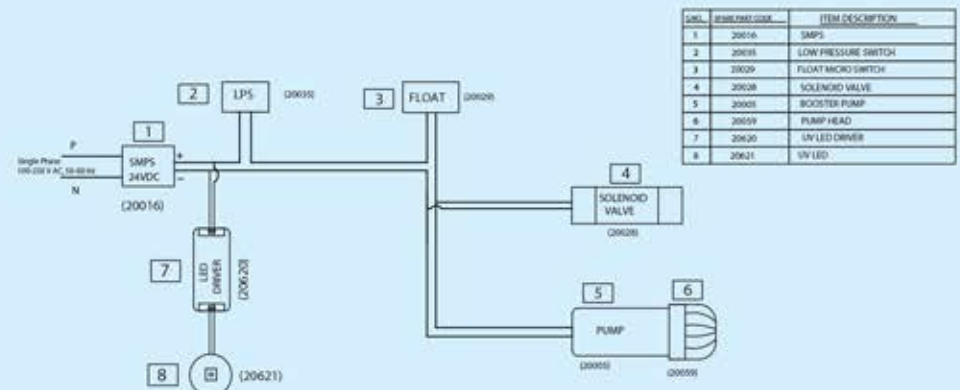 S.NO. SPARE PART CODE ITEM DESCRIPTION
1 20016 SMPS
2 20035 LOW PRESSURE SWITCH
3 20029 FLOAT MICRO SWITCH
4 20028 SOLENOID VALVE
5 20005 BOOSTER PUMP
6 20059 PUMP HEAD
7 20620 UV LED DRIVER
8 20621 UV LED
2 LPS (20035)
3 FLOAT (20029)
1
P
Single Phase
V AC, 50-60 Hz
N
SMPS
24VDC
+
–
(20016)
4
SOLENOID
VALVE
(20028)
7
LED
DRIVER
(20620)
5
6
PUMP
(20005)
(20059)
8
(20621)